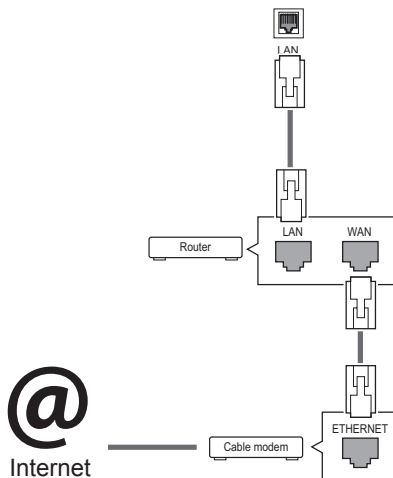 LAN
LAN WAN
Router
ETHERNET
Cable modem
@
Internet